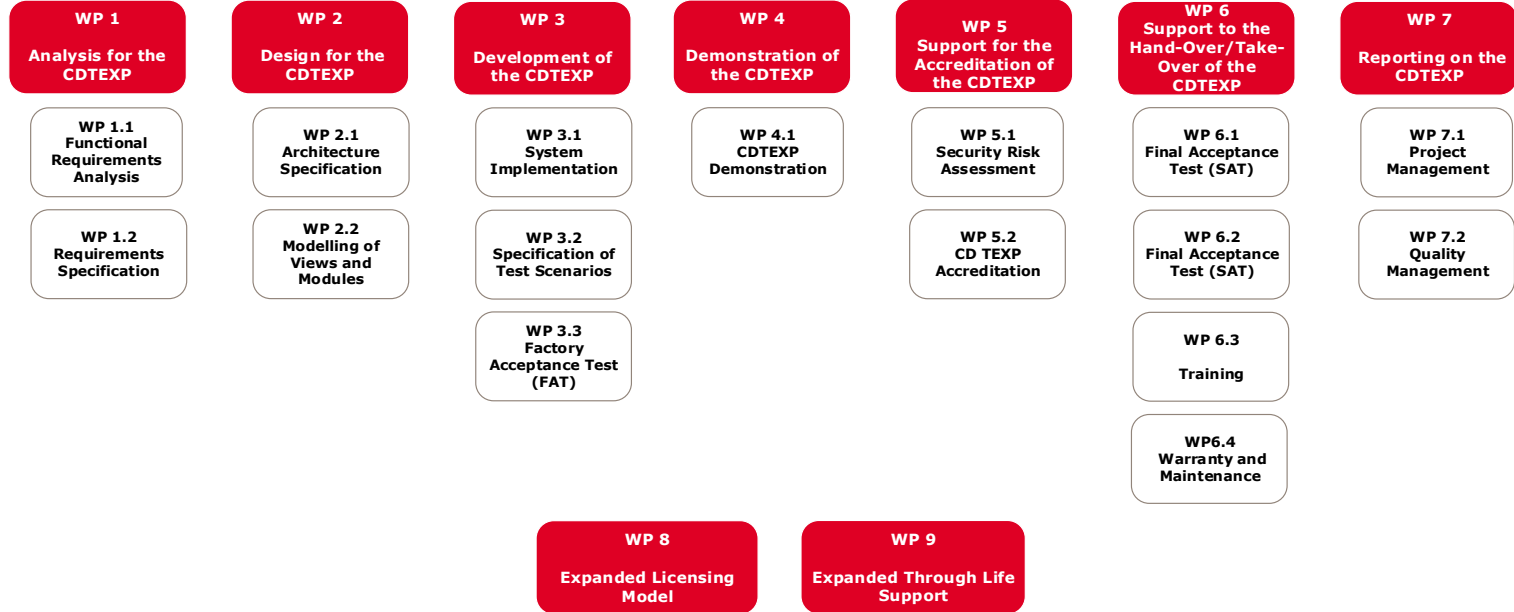 WP 1
Analysis for the
CDTEXP
WP 2
Design for the
CDTEXP
WP 3
Development of
the CDTEXP
WP 4
Demonstration of
the CDTEXP
WP 5
Support for the
Accreditation of
the CDTEXP
WP 6
Support to the
Hand-Over/Take-
Over of the
CDTEXP
WP 7
Reporting on the
CDTEXP
WP 1.1
Functional
Requirements
Analysis
WP 2.1
Architecture
Specification
WP 3.1
System
Implementation
WP 4.1
CDTEXP
Demonstration
WP 5.1
Security Risk
Assessment
WP 6.1
Final Acceptance
Test (SAT)
WP 7.1
Project
Management
WP 1.2
Requirements
Specification
WP 2.2
Modelling of
Views and
Modules
WP 3.2
Specification of
Test Scenarios
WP 5.2
CD TEXP
Accreditation
WP 6.2
Final Acceptance
Test (SAT)
WP 7.2
Quality
Management
WP 3.3
Factory
Acceptance Test
(FAT)
WP 6.3
Training
WP6.4
Warranty and
Maintenance
WP 8
Expanded Licensing
Model
WP 9
Expanded Through Life
Support